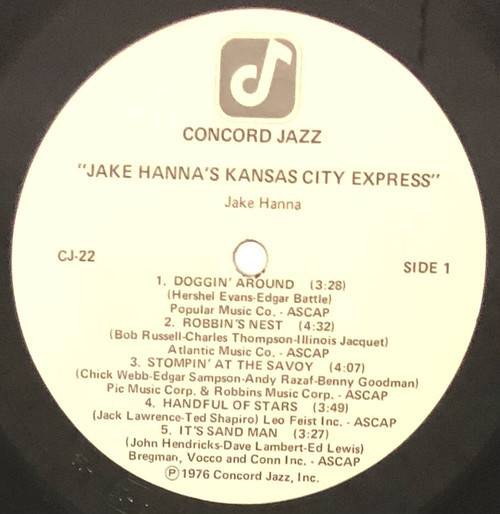 CONCORD JAZZ
"JAKE HANNA'S KANSAS CITY EXPRESS"
Jake Hanna
CJ-22
SIDE 1
1. DOGGIN' AROUND (3:28)
(Hershel Evans-Edgar Battle)
Popular Music Co. - ASCAP
2. ROBBIN'S NEST (4:32)
(Bob Russell-Charles Thompson-Illinois Jacquet)
Atlantic Music Co. - ASCAP
3. STOMPIN' AT THE SAVOY (4:07)
(Chick Webb-Edgar Sampson-Andy Razaf-Benny Goodman)
Pic Music Corp. & Robbins Music Corp. - ASCAP
4. HANDFUL OF STARS (3:49)
(Jack Lawrence-Ted Shapiro) Leo Feist Inc. - ASCAP
5. IT'S SAND MAN (3:27)
(John Hendricks-Dave Lambert-Ed Lewis)
Bregman, Vocco and Conn Inc. - ASCAP
℗ 1976 Concord Jazz, Inc.